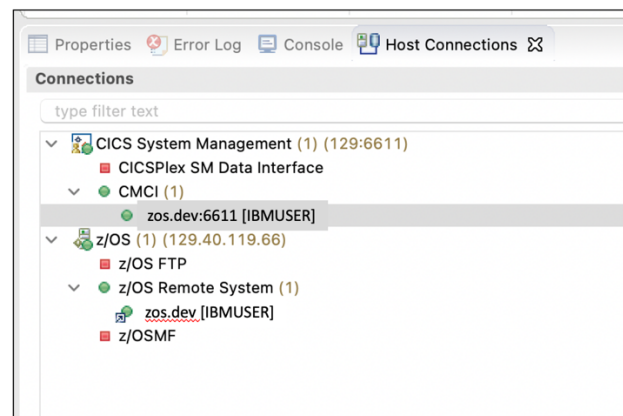 Properties Error Log Console Host Connections
Connections
type filter text
CICS System Management (1) (129:6611)
CICSPlex SM Data Interface
CMCI (1)
zos.dev:6611 [IBMUSER]
z/OS (1) (129.40.119.66)
z/OS FTP
z/OS Remote System (1)
zos.dev [IBMUSER]
z/OSMF